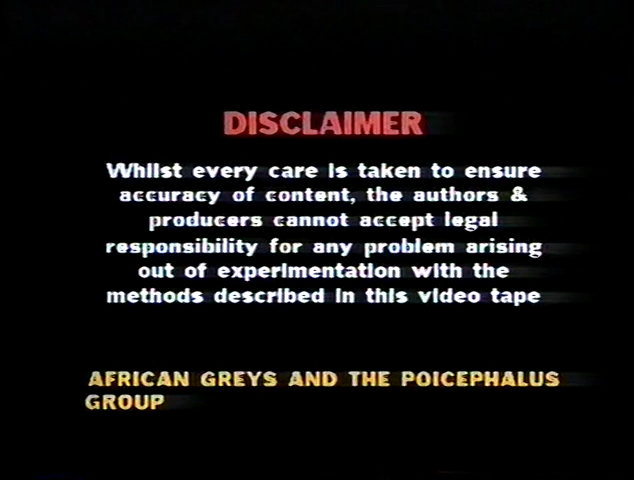 DISCLAIMER
Whilst every care is taken to ensure
accuracy of content, the authors &
producers cannot accept legal
responsibility for any problem arising
out of experimentation with the
methods described in this video tape
AFRICAN GREYS AND THE POICEPHALUS
GROUP